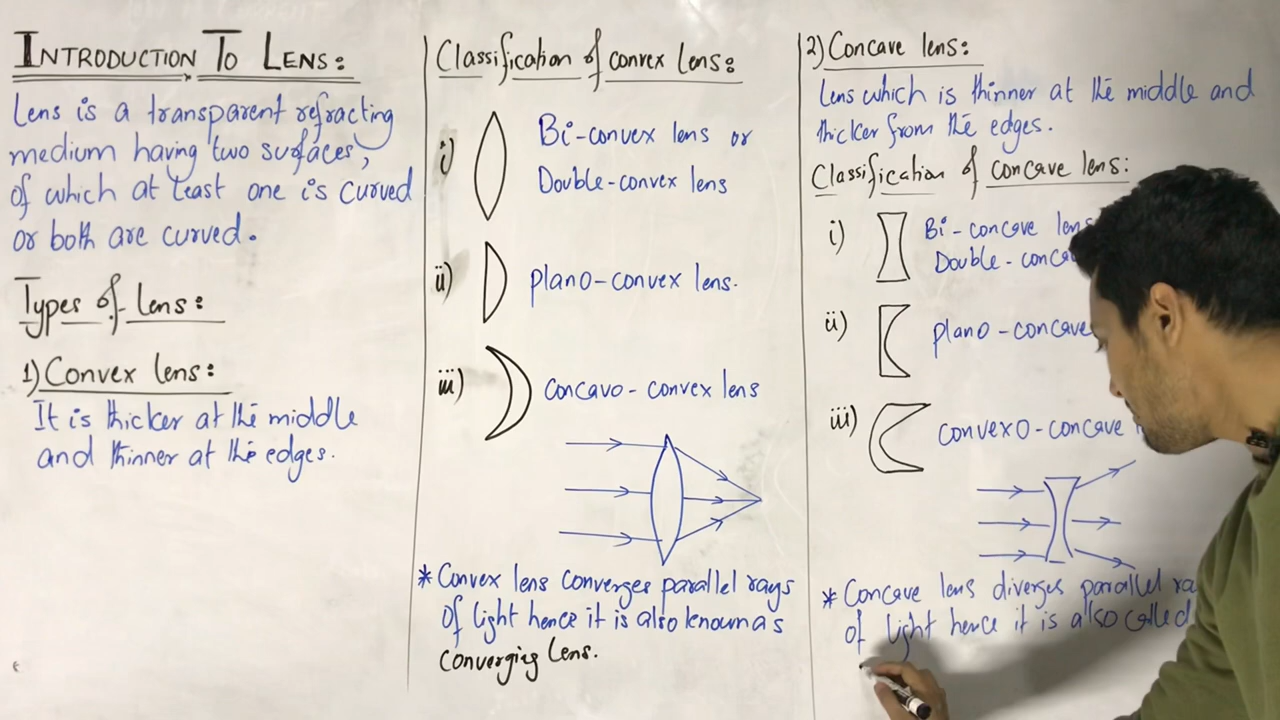 INTRODUCTION TO LENS:
Lens is a transparent refracting
medium having two surfaces,
of which at least one is curved
or both are curved.
Types of lens:
1) Convex lens:
It is thicker at the middle
and thinner at the edges.
Classification of convex lens:
i) Bi-convex lens or
Double-convex lens
ii) plano-convex lens.
iii) concavo-convex lens
* Convex lens converges parallel rays
of light hence it is also known as
converging lens.
2) Concave lens:
Lens which is thinner at the middle and
thicker from the edges.
Classification of concave lens:
i) Bi-concave lens
Double-
ii) plano-concave
iii) convexo-concave
* Concave lens diverges parallel
of light hence it is also called